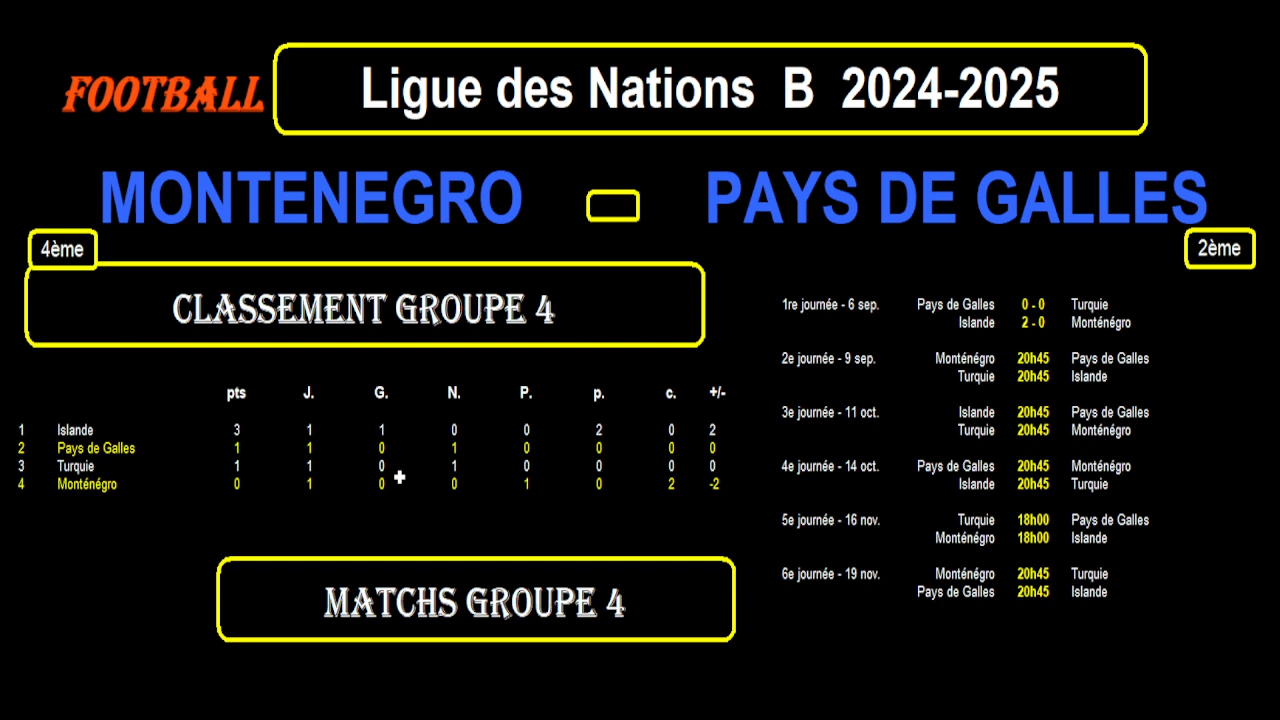 FOOTBALL
Ligue des Nations B 2024-2025
MONTENEGRO
PAYS DE GALLES
4ème
2ème
CLASSEMENT GROUPE 4
pts J. G. N. P. p. c. +/-
1 Islande 3 1 1 0 0 2 0 2
2 Pays de Galles 1 1 0 1 0 0 0 0
3 Turquie 1 1 0 1 0 0 0 0
4 Monténégro 0 1 0 0 1 0 2 -2
MATCHS GROUPE 4
1re journée - 6 sep. Pays de Galles 0 - 0 Turquie
Islande 2 - 0 Monténégro
2e journée - 9 sep. Monténégro 20h45 Pays de Galles
Turquie 20h45 Islande
3e journée - 11 oct. Islande 20h45 Pays de Galles
Turquie 20h45 Monténégro
4e journée - 14 oct. Pays de Galles 20h45 Monténégro
Islande 20h45 Turquie
5e journée - 16 nov. Turquie 18h00 Pays de Galles
Monténégro 18h00 Islande
6e journée - 19 nov. Monténégro 20h45 Turquie
Pays de Galles 20h45 Islande